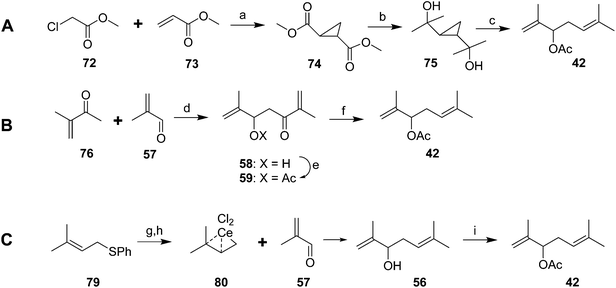 A Cl O O + O O a O O O O b OH OH c OAc
72 73 74 75 42
B O + O d OX O f OAc
76 57 58: X = H e 42
59: X = Ac
C SPh g,h Cl2 Ce + O OH i OAc
79 80 57 56 42